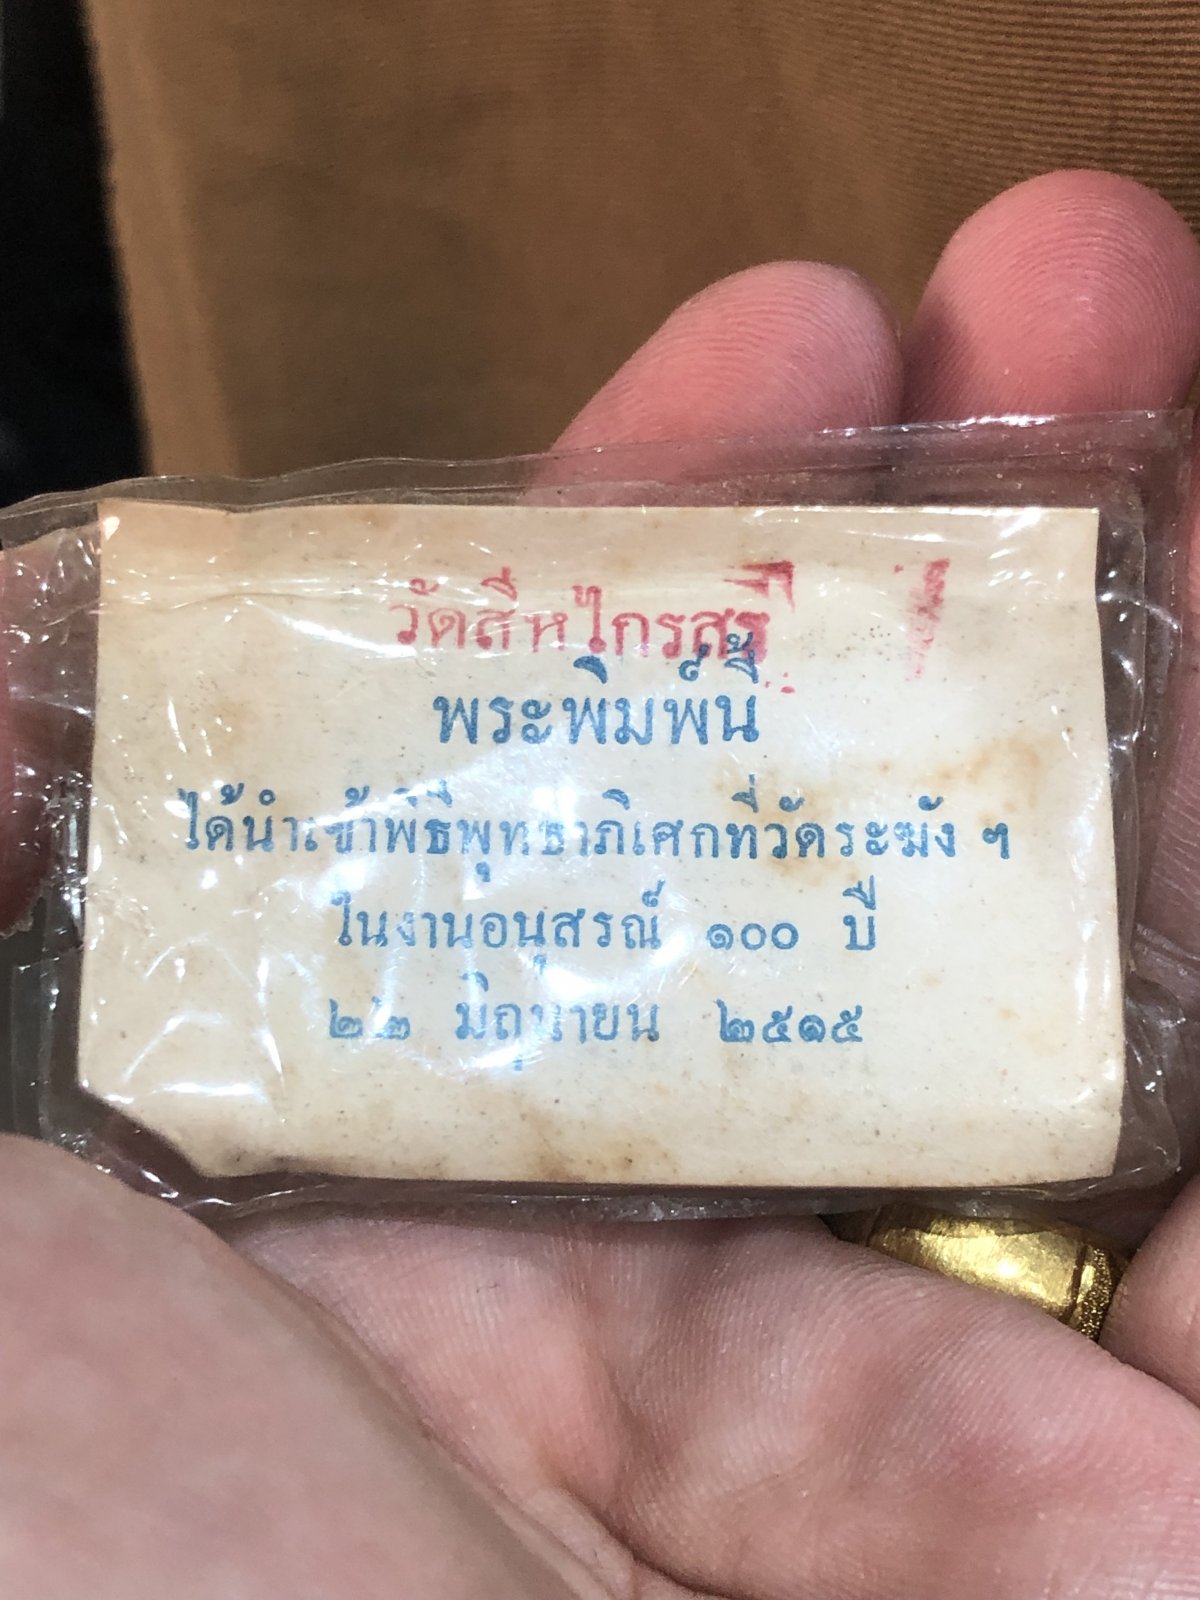 วัดสีหไกรสร
พระพิมพ์นี้
ได้นำเข้าพิธีพุทธาภิเศกที่วัดระฆัง ฯ
ในงานอนุสรณ์ ๑๐๐ ปี
๒๒ มิถุนายน ๒๕๑๕